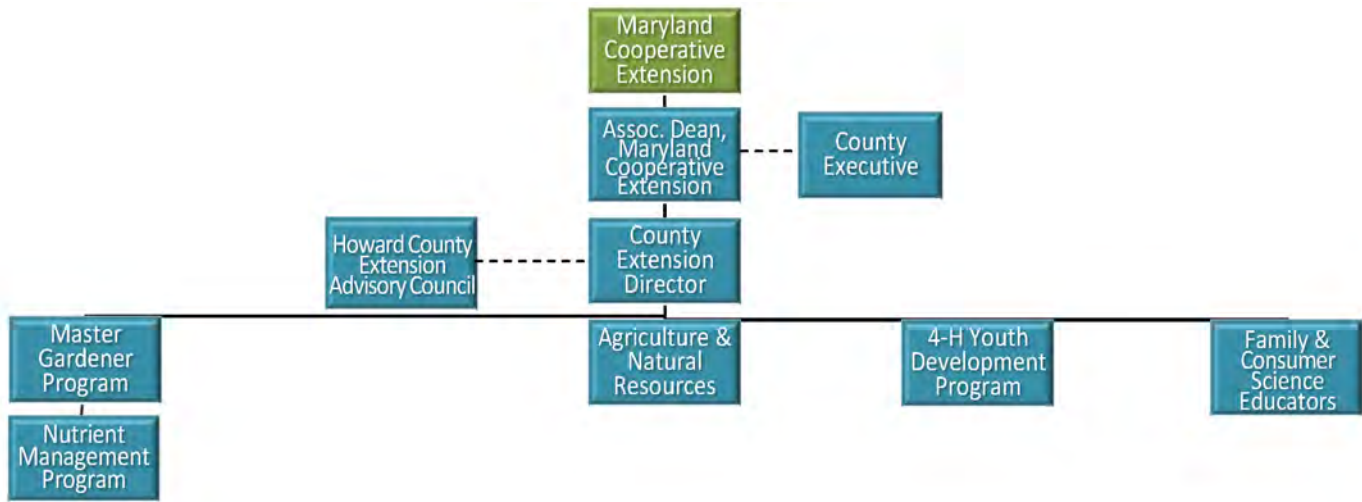 Maryland
Cooperative
Extension
Assoc. Dean,
Maryland
Cooperative
Extension
County
Executive
Howard County
Extension
Advisory Council
County
Extension
Director
Master
Gardener
Program
Agriculture &
Natural
Resources
4-H Youth
Development
Program
Family &
Consumer
Science
Educators
Nutrient
Management
Program